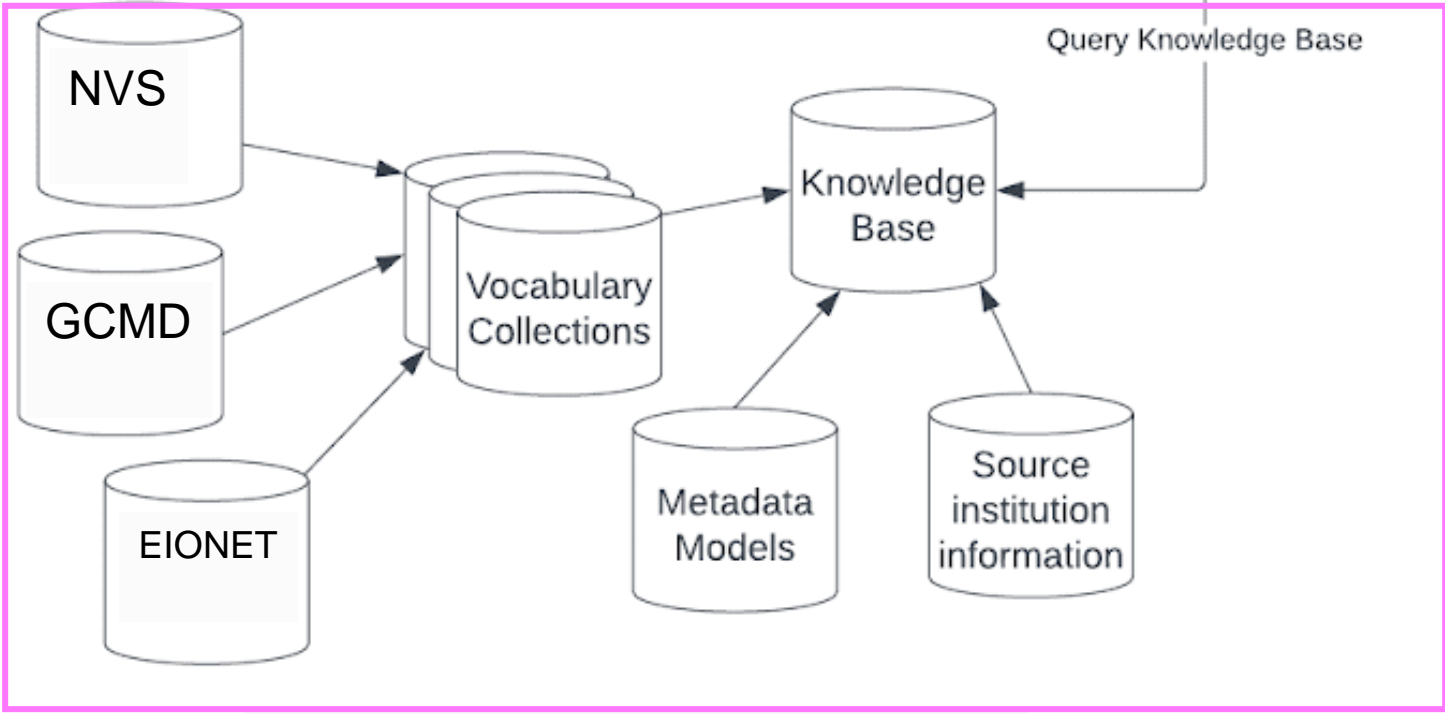 NVS
Query Knowledge Base
Knowledge
Base
GCMD
Vocabulary
Collections
EIONET
Metadata
Models
Source
institution
information